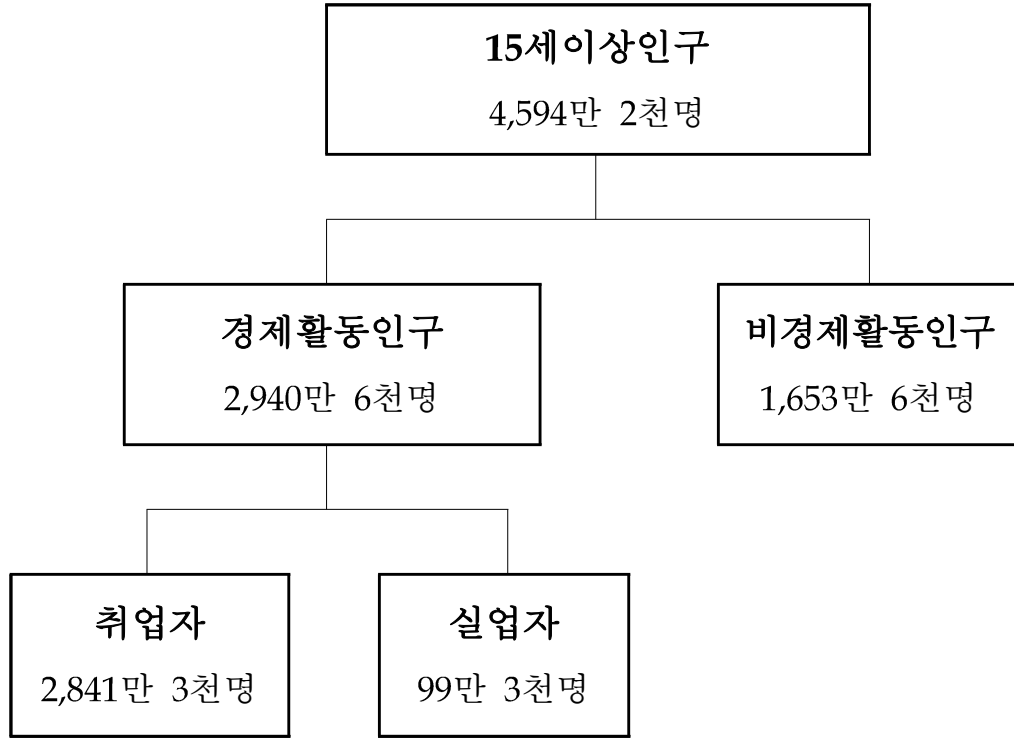 15세이상인구
4,594만 2천명
경제활동인구
2,940만 6천명
비경제활동인구
1,653만 6천명
취업자
2,841만 3천명
실업자
99만 3천명